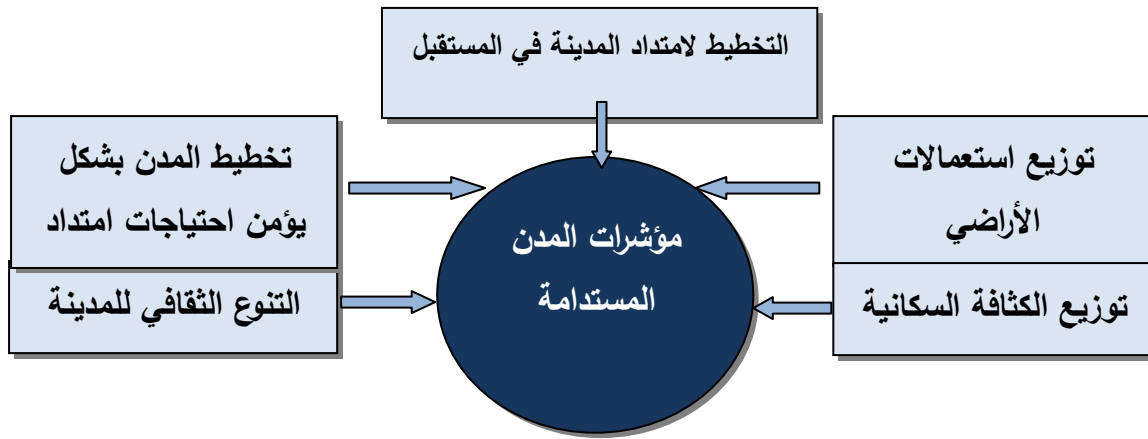 التخطيط لامتداد المدينة في المستقبل
توزيع استعمالات
الأراضي
توزيع الكثافة السكانية
مؤشرات المدن
المستدامة
تخطيط المدن بشكل
يؤمن احتياجات امتداد
التنوع الثقافي للمدينة